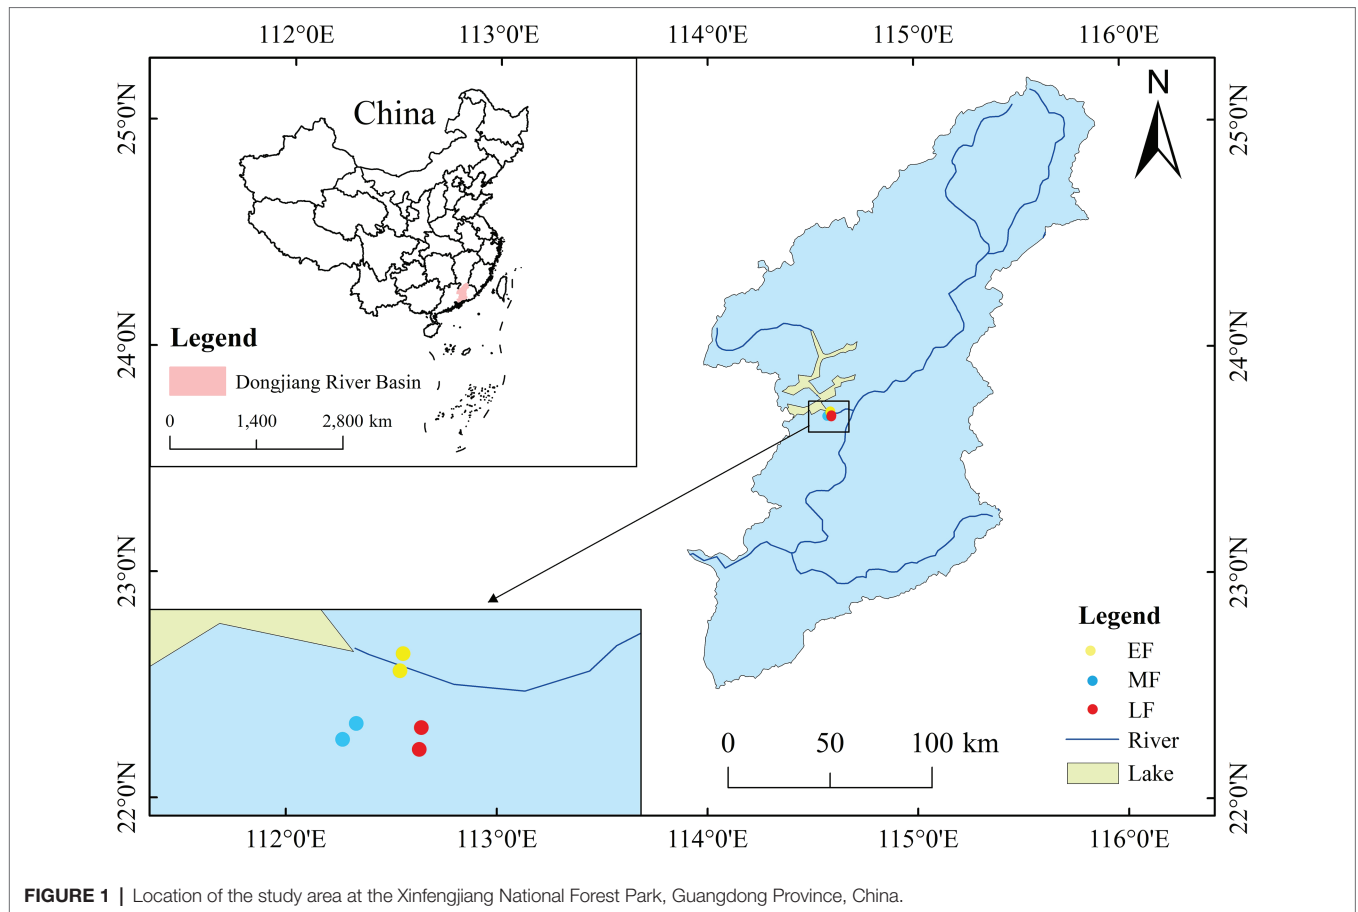 112°0'E 113°0'E 114°0'E 115°0'E 116°0'E
25°0'N
24°0'N
23°0'N
22°0'N
China
Legend
Dongjiang River Basin
0 1,400 2,800 km
N
25°0'N
24°0'N
23°0'N
22°0'N
Legend
EF
MF
LF
River
Lake
0 50 100 km
112°0'E 113°0'E 114°0'E 115°0'E 116°0'E
FIGURE 1 | Location of the study area at the Xinfengjiang National Forest Park, Guangdong Province, China.